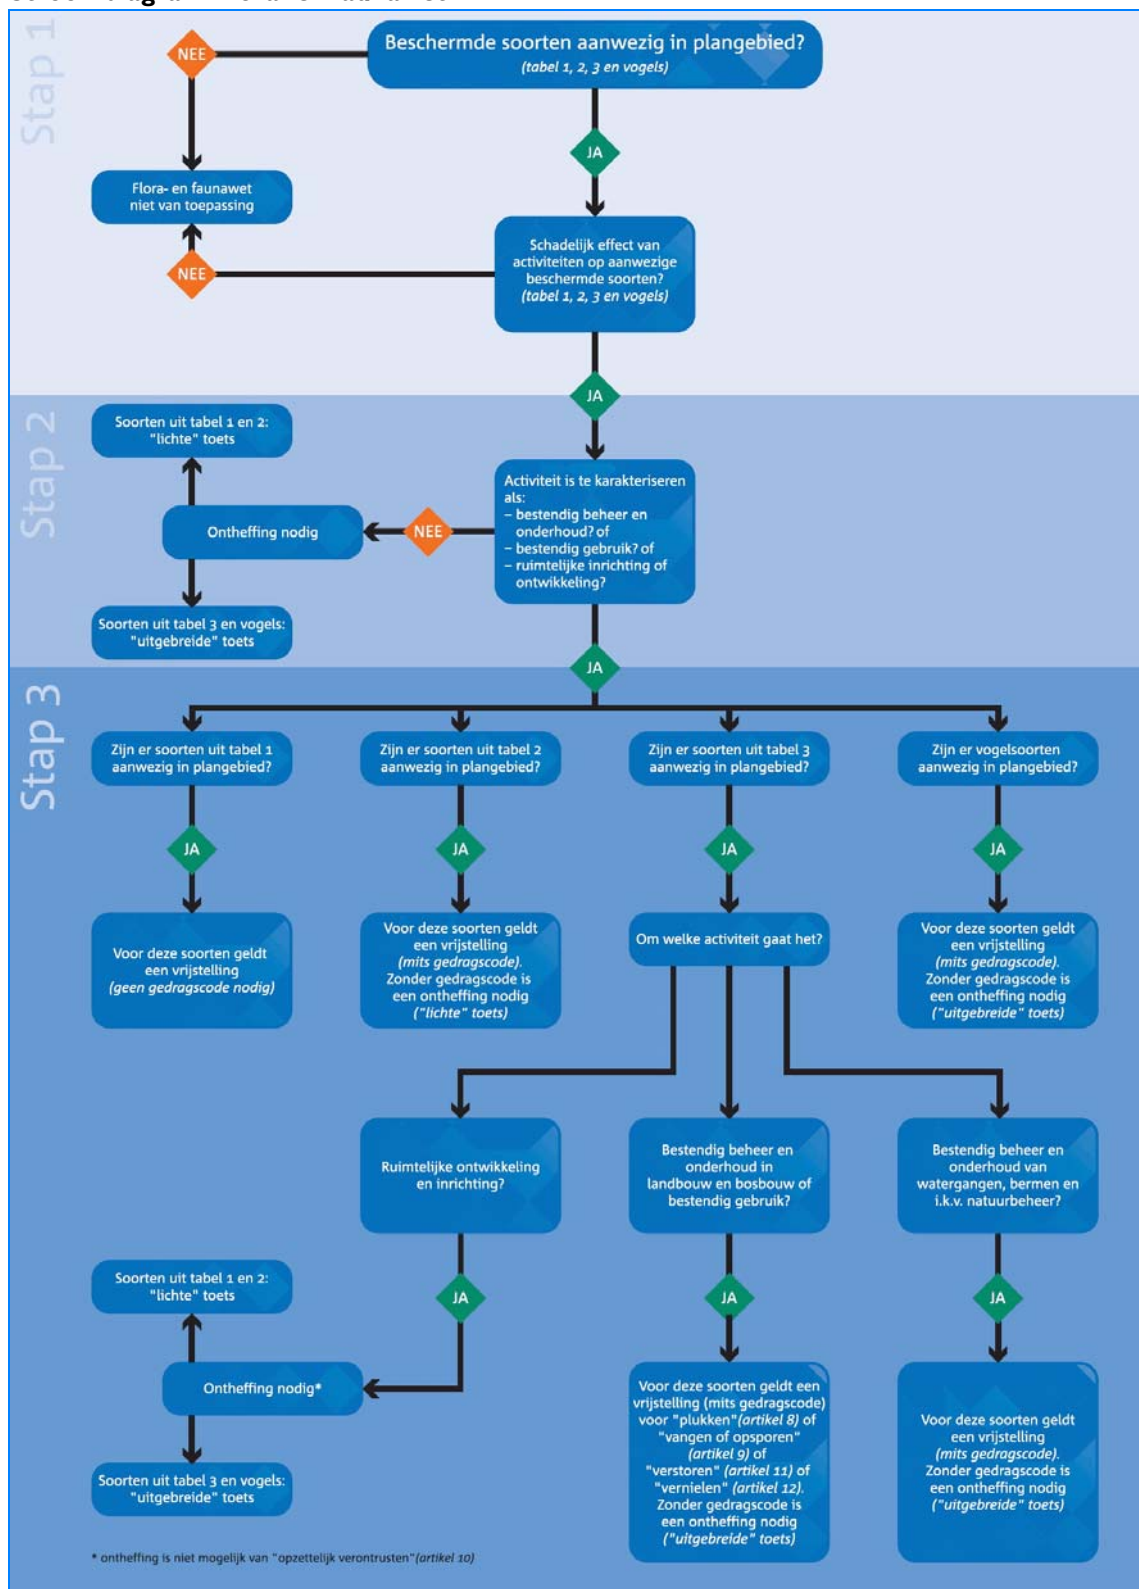 Stap 1
Beschermde soorten aanwezig in plangebied?
(tabel 1, 2, 3 en vogels)
NEE
JA
Flora- en faunawet
niet van toepassing
Schadelijk effect van
activiteiten op aanwezige
beschermde soorten?
(tabel 1, 2, 3 en vogels)
NEE
JA
Stap 2
Soorten uit tabel 1 en 2:
"lichte" toets
Activiteit is te karakteriseren
als:
– bestendig beheer en
onderhoud? of
– bestendig gebruik? of
– ruimtelijke inrichting of
ontwikkeling?
NEE
Ontheffing nodig
Soorten uit tabel 3 en vogels:
"uitgebreide" toets
JA
Stap 3
Zijn er soorten uit tabel 1
aanwezig in plangebied?
Zijn er soorten uit tabel 2
aanwezig in plangebied?
Zijn er soorten uit tabel 3
aanwezig in plangebied?
Zijn er vogelsoorten
aanwezig in plangebied?
JA
JA
JA
JA
Voor deze soorten geldt
een vrijstelling
(geen gedragscode nodig)
Voor deze soorten geldt
een vrijstelling
(mits gedragscode).
Zonder gedragscode is
een ontheffing nodig
("lichte" toets)
Om welke activiteit gaat het?
Voor deze soorten geldt
een vrijstelling
(mits gedragscode).
Zonder gedragscode is
een ontheffing nodig
("uitgebreide" toets)
Ruimtelijke ontwikkeling
en inrichting?
Bestendig beheer en
onderhoud in
landbouw en bosbouw of
bestendig gebruik?
Bestendig beheer en
onderhoud van
watergangen, bermen en
i.k.v. natuurbeheer?
JA
JA
JA
Soorten uit tabel 1 en 2:
"lichte" toets
Ontheffing nodig*
Soorten uit tabel 3 en vogels:
"uitgebreide" toets
Voor deze soorten geldt een
vrijstelling (mits gedragscode)
voor "plukken" (artikel 8) of
"vangen of opsporen"
(artikel 9) of
"verstoren" (artikel 11) of
"vernielen" (artikel 12).
Zonder gedragscode is
een ontheffing nodig
("uitgebreide" toets)
Voor deze soorten geldt
een vrijstelling
(mits gedragscode).
Zonder gedragscode is
een ontheffing nodig
("uitgebreide" toets)
* ontheffing is niet mogelijk van "opzettelijk verontrusten" (artikel 10)